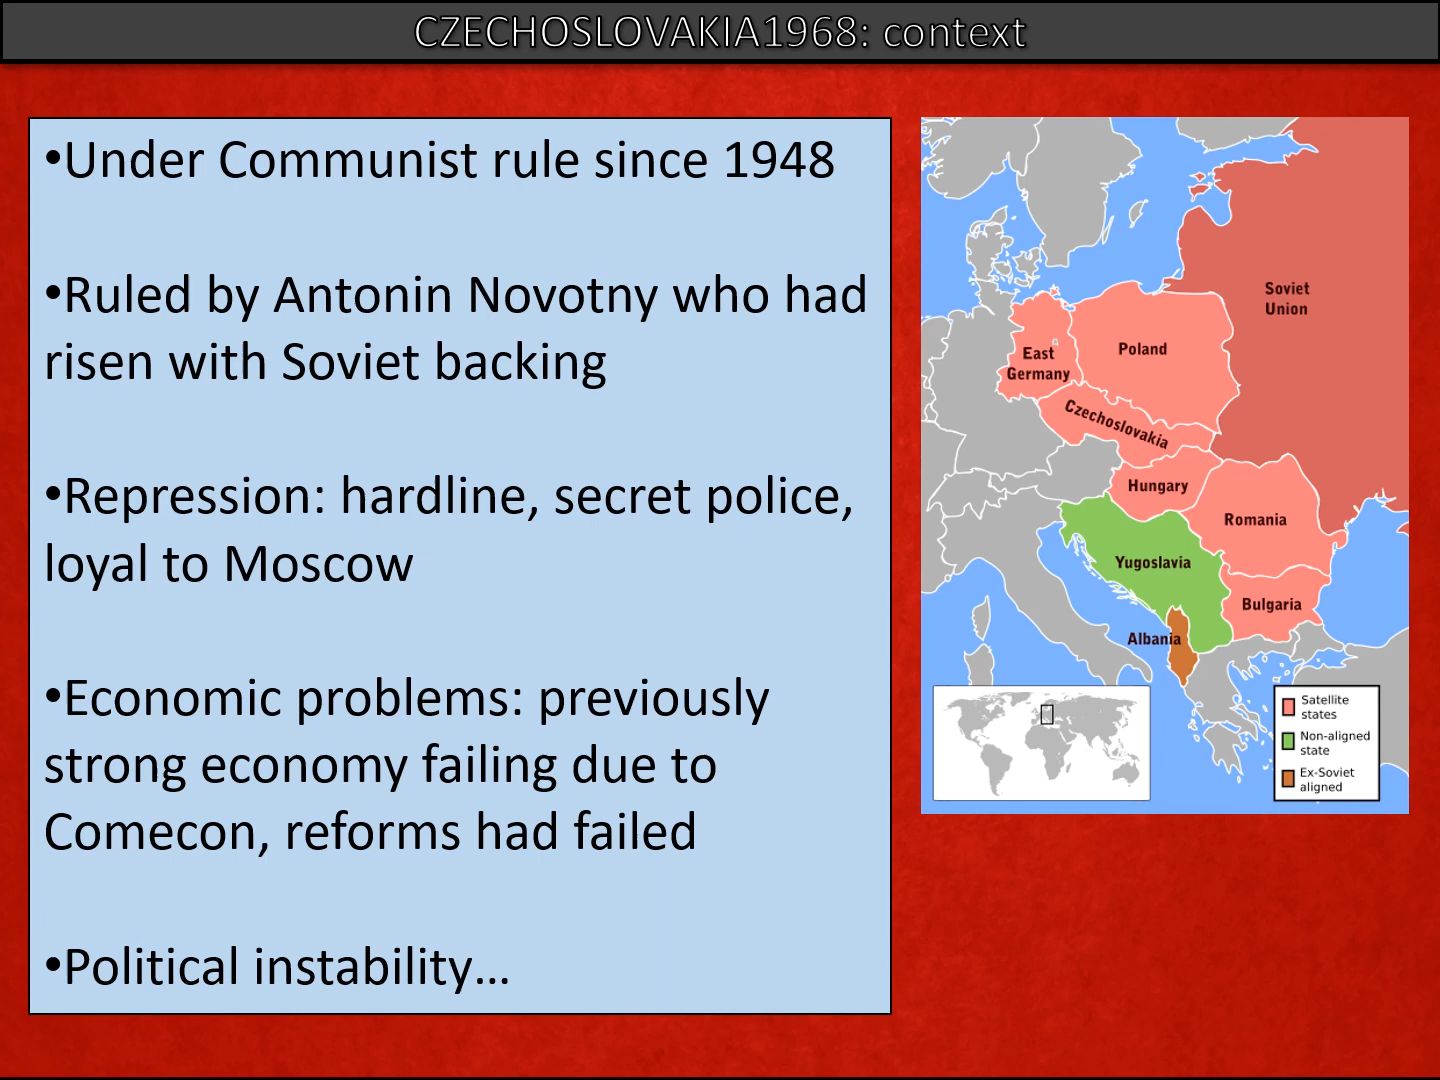 CZECHOSLOVAKIA1968: context
•Under Communist rule since 1948
•Ruled by Antonin Novotny who had
risen with Soviet backing
•Repression: hardline, secret police,
loyal to Moscow
•Economic problems: previously
strong economy failing due to
Comecon, reforms had failed
•Political instability...
Soviet
Union
East
Germany
Poland
Czechoslovakia
Hungary
Romania
Yugoslavia
Bulgaria
Albania
Satellite
states
Non-aligned
state
Ex-Soviet
aligned